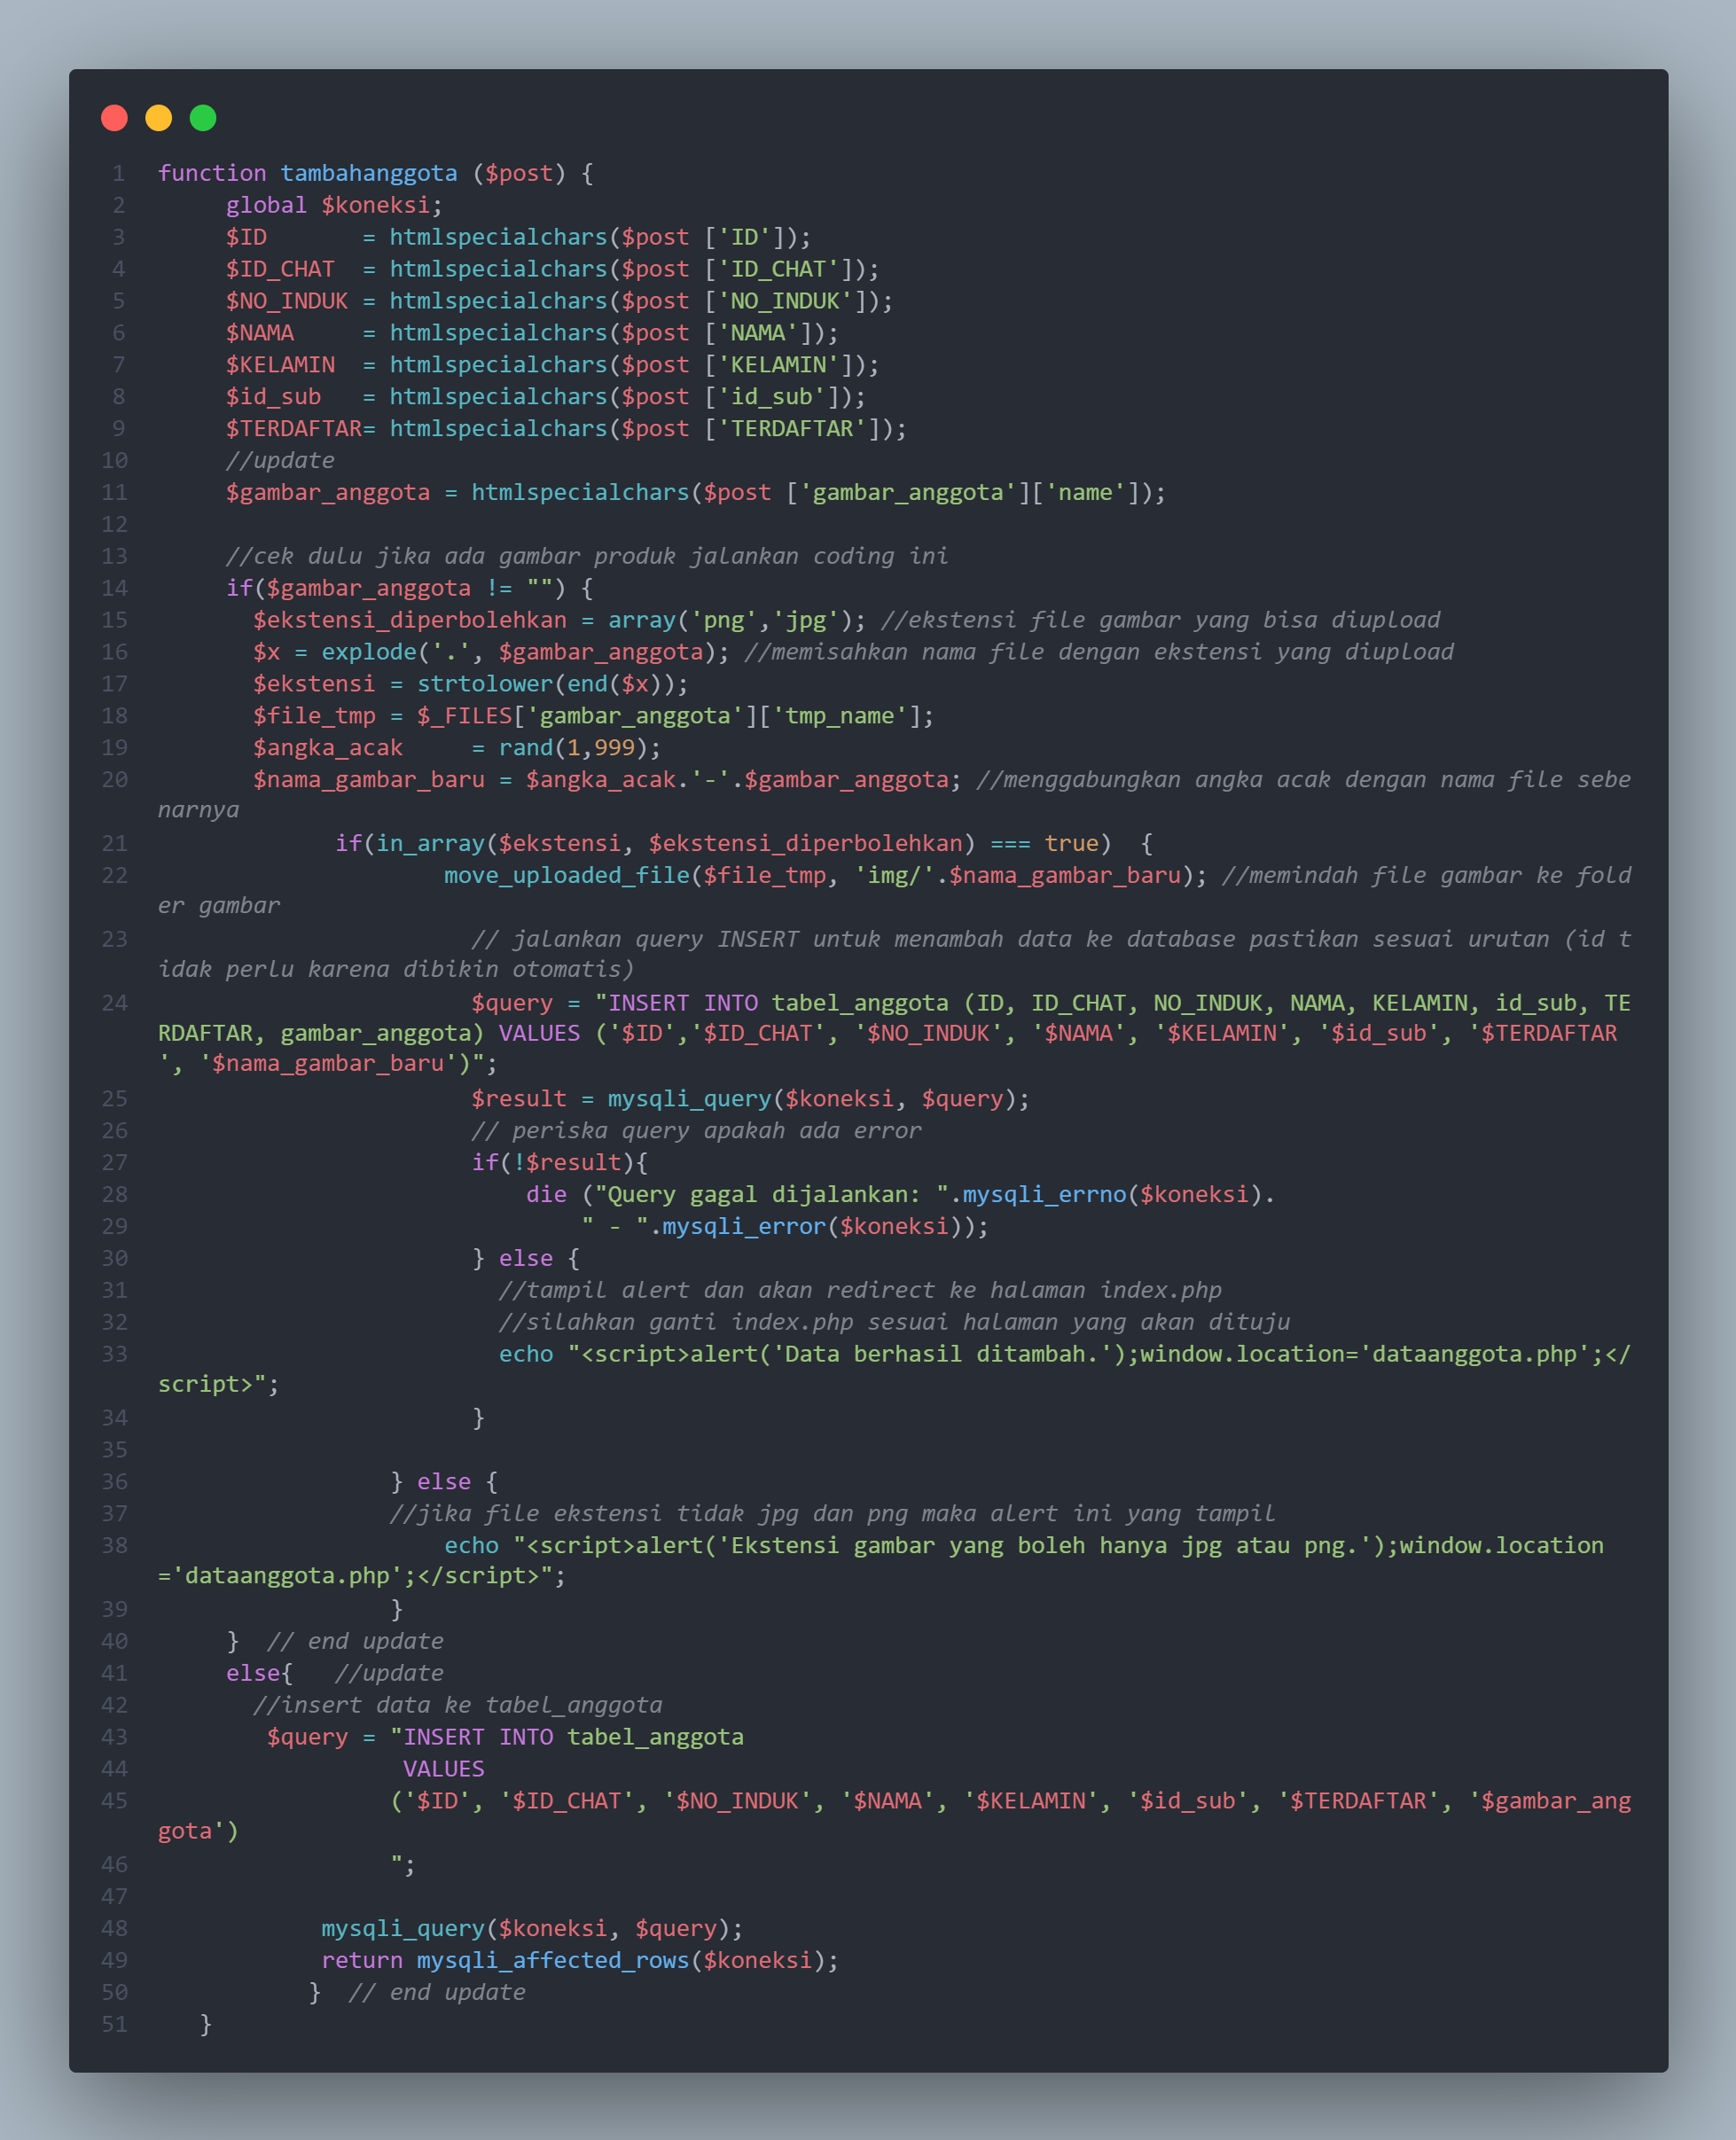 1 function tambahanggota ($post) {
2 global $koneksi;
3 $ID = htmlspecialchars($post ['ID']);
4 $ID_CHAT = htmlspecialchars($post ['ID_CHAT']);
5 $NO_INDUK = htmlspecialchars($post ['NO_INDUK']);
6 $NAMA = htmlspecialchars($post ['NAMA']);
7 $KELAMIN = htmlspecialchars($post ['KELAMIN']);
8 $id_sub = htmlspecialchars($post ['id_sub']);
9 $TERDAFTAR= htmlspecialchars($post ['TERDAFTAR']);
10 //update
11 $gambar_anggota = htmlspecialchars($post ['gambar_anggota']['name']);
12
13 //cek dulu jika ada gambar produk jalankan coding ini
14 if($gambar_anggota != "") {
15 $ekstensi_diperbolehkan = array('png','jpg'); //ekstensi file gambar yang bisa diupload
16 $x = explode('.', $gambar_anggota); //memisahkan nama file dengan ekstensi yang diupload
17 $ekstensi = strtolower(end($x));
18 $file_tmp = $_FILES['gambar_anggota']['tmp_name'];
19 $angka_acak = rand(1,999);
20 $nama_gambar_baru = $angka_acak.'-'.$gambar_anggota; //menggabungkan angka acak dengan nama file sebe
narnya
21 if(in_array($ekstensi, $ekstensi_diperbolehkan) === true) {
22 move_uploaded_file($file_tmp, 'img/'.$nama_gambar_baru); //memindah file gambar ke fold
er gambar
23 // jalankan query INSERT untuk menambah data ke database pastikan sesuai urutan (id t
idak perlu karena dibikin otomatis)
24 $query = "INSERT INTO tabel_anggota (ID, ID_CHAT, NO_INDUK, NAMA, KELAMIN, id_sub, TE
RDAFTAR, gambar_anggota) VALUES ('$ID','$ID_CHAT', '$NO_INDUK', '$NAMA', '$KELAMIN', '$id_sub', '$TERDAFTAR
', '$nama_gambar_baru')";
25 $result = mysqli_query($koneksi, $query);
26 // periska query apakah ada error
27 if(!$result){
28 die ("Query gagal dijalankan: ".mysqli_errno($koneksi).
29 " - ".mysqli_error($koneksi));
30 } else {
31 //tampil alert dan akan redirect ke halaman index.php
32 //silahkan ganti index.php sesuai halaman yang akan dituju
33 echo "<script>alert('Data berhasil ditambah.');window.location='dataanggota.php';</
script>";
34 }
35
36 } else {
37 //jika file ekstensi tidak jpg dan png maka alert ini yang tampil
38 echo "<script>alert('Ekstensi gambar yang boleh hanya jpg atau png.');window.location
='dataanggota.php';</script>";
39 }
40 } // end update
41 else{ //update
42 //insert data ke tabel_anggota
43 $query = "INSERT INTO tabel_anggota
44 VALUES
45 ('$ID', '$ID_CHAT', '$NO_INDUK', '$NAMA', '$KELAMIN', '$id_sub', '$TERDAFTAR', '$gambar_ang
gota')
46 ";
47
48 mysqli_query($koneksi, $query);
49 return mysqli_affected_rows($koneksi);
50 } // end update
51 }